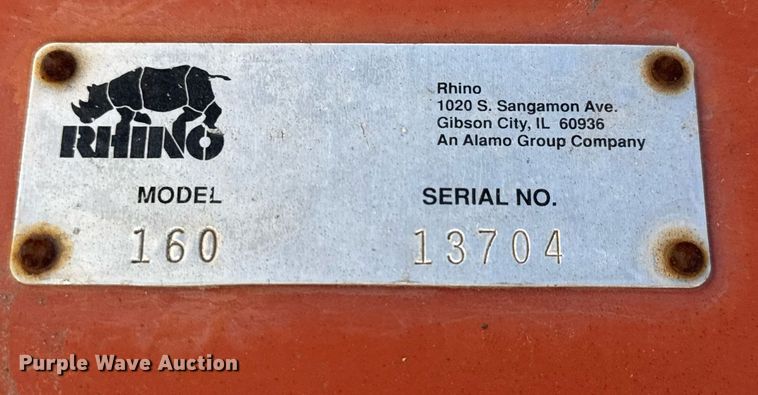 RHINO
Rhino
1020 S. Sangamon Ave.
Gibson City, IL 60936
An Alamo Group Company
MODEL
160
SERIAL NO.
13704
Purple Wave Auction